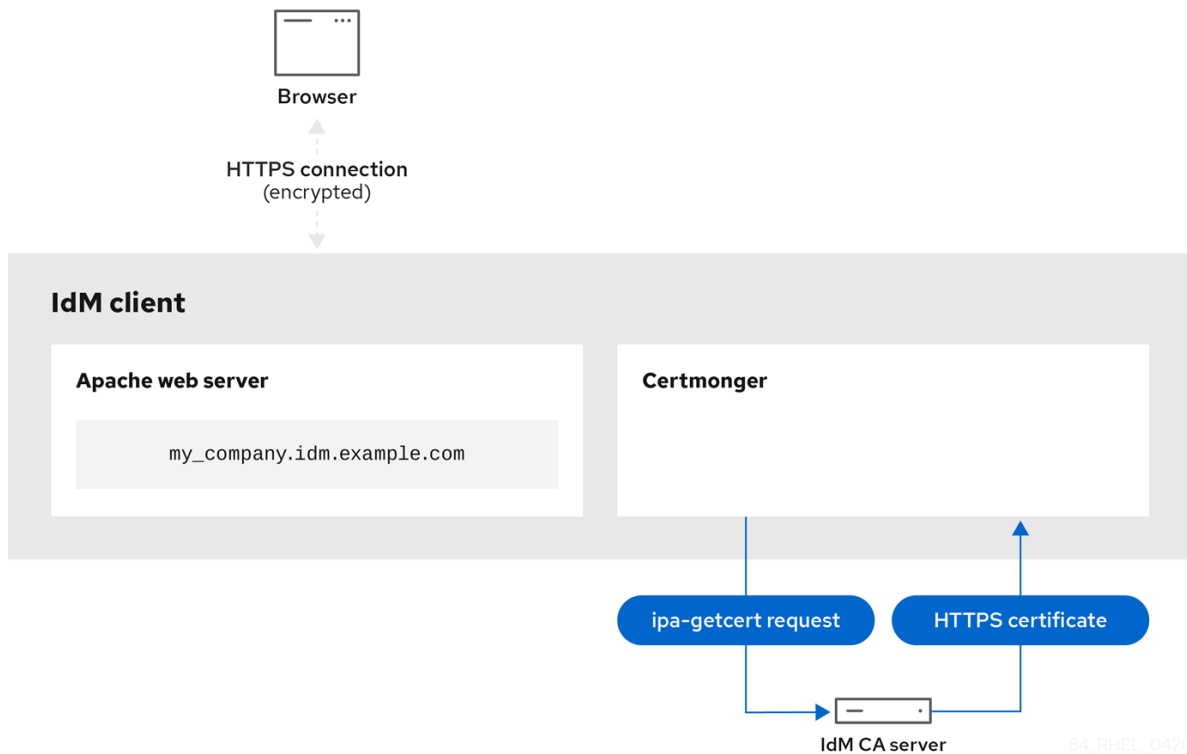 Browser
HTTPS connection
(encrypted)
IdM client
Apache web server
my_company.idm.example.com
Certmonger
ipa-getcert request
HTTPS certificate
IdM CA server
84_RHEL_0420